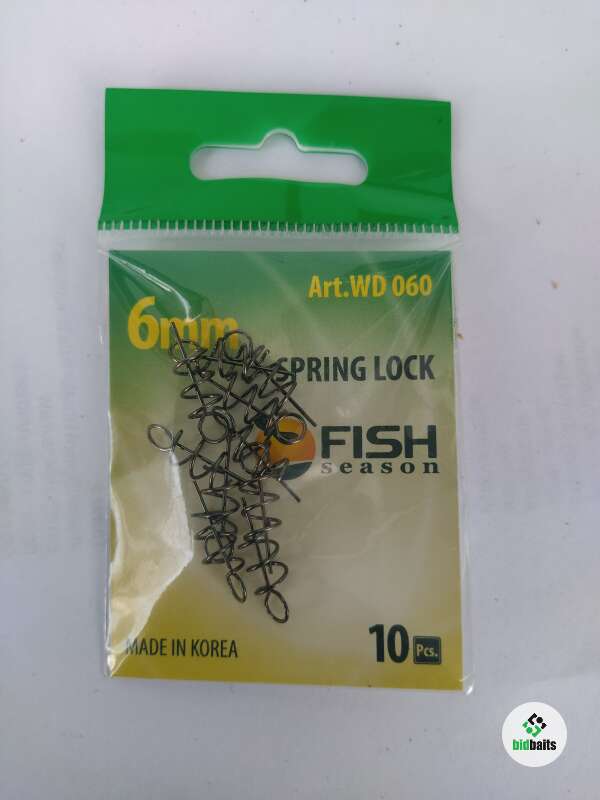 Art.WD 060
6mm
SPRING LOCK
FISH
season
MADE IN KOREA
10 Pcs.
bidbaits